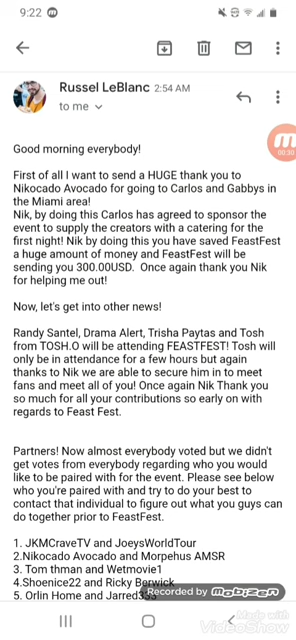 9:22
Russel LeBlanc 2:54 AM
to me
00:30
Good morning everybody!
First of all I want to send a HUGE thank you to
Nikocado Avocado for going to Carlos and Gabbys in
the Miami area!
Nik, by doing this Carlos has agreed to sponsor the
event to supply the creators with a catering for
the first night! Nik by doing this you have saved FeastFest
a huge amount of money and FeastFest will be
sending you 300.00USD. Once again thank you Nik
for helping me out!
Now, let's get into other news!
Randy Santel, Drama Alert, Trisha Paytas and Tosh
from TOSH.O will be attending FEASTFEST! Tosh will
only be in attendance for a few hours but again
thanks to Nik we are able to secure him in to meet
fans and meet all of you! Once again Nik Thank you
so much for all your contributions so early on with
regards to Feast Fest.
Partners! Now almost everybody voted but we didn't
get votes from everybody regarding who you would
like to be paired with for the event. Please see below
who you're paired with and try to do your best to
contact that individual to figure out what you guys can
do together prior to FeastFest.
1. JKMCraveTV and JoeysWorldTour
2.Nikocado Avocado and Morpehus AMSR
3. Tom thman and Wetmovie1
4.Shoenice22 and Ricky Berwick
5. Orlin Home and Jarred333
Recorded by Mobizen
Made with
VideoShow